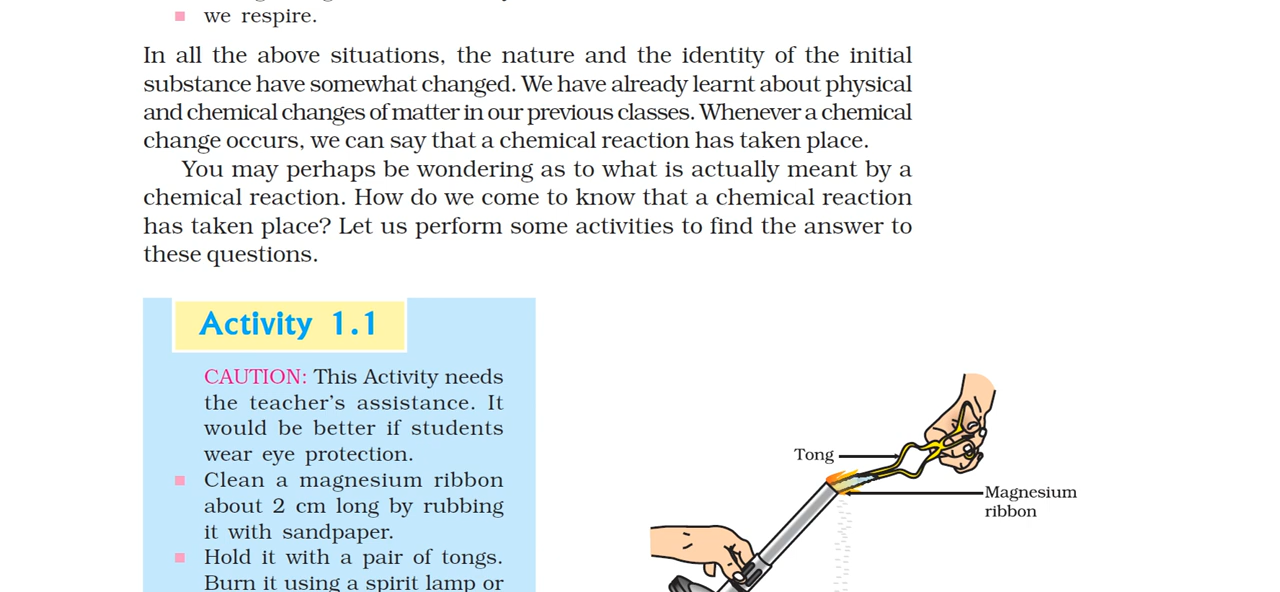 we respire.
In all the above situations, the nature and the identity of the initial
substance have somewhat changed. We have already learnt about physical
and chemical changes of matter in our previous classes. Whenever a chemical
change occurs, we can say that a chemical reaction has taken place.
You may perhaps be wondering as to what is actually meant by a
chemical reaction. How do we come to know that a chemical reaction
has taken place? Let us perform some activities to find the answer to
these questions.
Activity 1.1
CAUTION: This Activity needs
the teacher's assistance. It
would be better if students
wear eye protection.
Clean a magnesium ribbon
about 2 cm long by rubbing
it with sandpaper.
Hold it with a pair of tongs.
Burn it using a spirit lamp or
Tong
Magnesium
ribbon